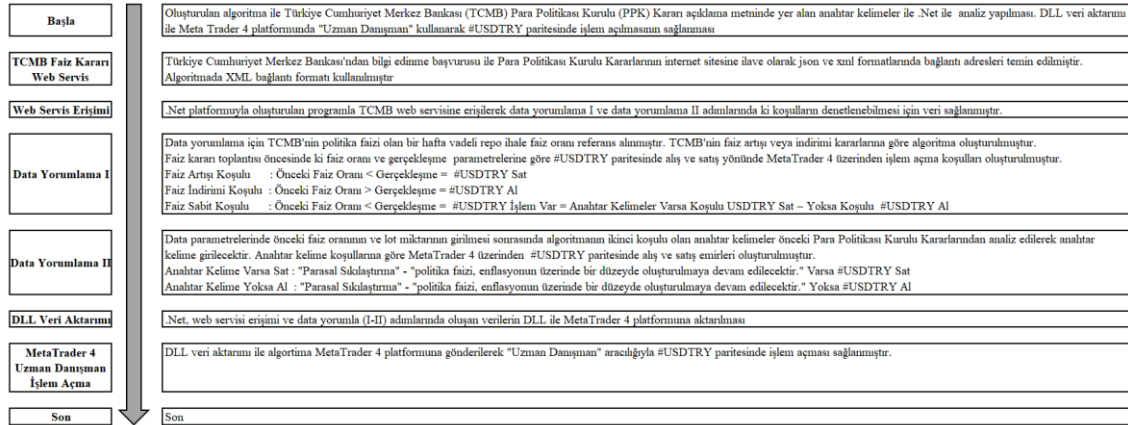 Başla
Oluşturulan algoritma ile Türkiye Cumhuriyet Merkez Bankası (TCMB) Para Politikası Kurulu (PPK) Kararı açıklama metninde yer alan anahtar kelimeler ile .Net ile analiz yapılması. DLL veri aktarımı
ile Meta Trader 4 platformunda "Uzman Danışman" kullanarak #USDTRY paritesinde işlem açılmasının sağlanması
TCMB Faiz Kararı
Web Servis
Türkiye Cumhuriyet Merkez Bankası'ndan bilgi edinme başvurusu ile Para Politikası Kurulu Kararlarının internet sitesine ilave olarak json ve xml formatlarında bağlantı adresleri temin edilmiştir.
Algoritmada XML bağlantı formatı kullanılmıştır
Web Servis Erişimi
.Net platformuyla oluşturulan programla TCMB web servisine erişilerek data yorumlama I ve data yorumlama II adımlarında ki koşulların denetlenebilmesi için veri sağlanmıştır.
Data Yorumlama I
Data yorumlama için TCMB'nin politika faizi olan bir hafta vadeli repo ihale faiz oranı referans alınmıştır. TCMB'nin faiz artışı veya indirimi kararlarına göre algoritma oluşturulmuştur.
Faiz kararı toplantısı öncesinde ki faiz oranı ve gerçekleşme parametrelerine göre #USDTRY paritesinde alış ve satış yönünde MetaTrader 4 üzerinden işlem açma koşulları oluşturulmuştur.
Faiz Artışı Koşulu : Önceki Faiz Oranı < Gerçekleşme = #USDTRY Sat
Faiz İndirimi Koşulu : Önceki Faiz Oranı > Gerçekleşme = #USDTRY Al
Faiz Sabit Koşulu : Önceki Faiz Oranı < Gerçekleşme = #USDTRY İşlem Var = Anahtar Kelimeler Varsa Koşulu USDTRY Sat – Yoksa Koşulu #USDTRY Al
Data Yorumlama II
Data parametrelerinde önceki faiz oranının ve lot miktarının girilmesi sonrasında algoritmanın ikinci koşulu olan anahtar kelimeler önceki Para Politikası Kurulu Kararlarından analiz edilerek anahtar
kelime girilecektir. Anahtar kelime koşullarına göre MetaTrader 4 üzerinden #USDTRY paritesinde alış ve satış emirleri oluşturulmuştur.
Anahtar Kelime Varsa Sat : "Parasal Sıkılaştırma" - "politika faizi, enflasyonun üzerinde bir düzeyde oluşturulmaya devam edilecektir." Varsa #USDTRY Sat
Anahtar Kelime Yoksa Al : "Parasal Sıkılaştırma" - "politika faizi, enflasyonun üzerinde bir düzeyde oluşturulmaya devam edilecektir." Yoksa #USDTRY Al
DLL Veri Aktarımı
.Net, web servisi erişimi ve data yorumla (I-II) adımlarında oluşan verilerin DLL ile MetaTrader 4 platformuna aktarılması
MetaTrader 4
Uzman Danışman
İşlem Açma
DLL veri aktarımı ile algortima MetaTrader 4 platformuna gönderilerek "Uzman Danışman" aracılığıyla #USDTRY paritesinde işlem açması sağlanmıştır.
Son
Son